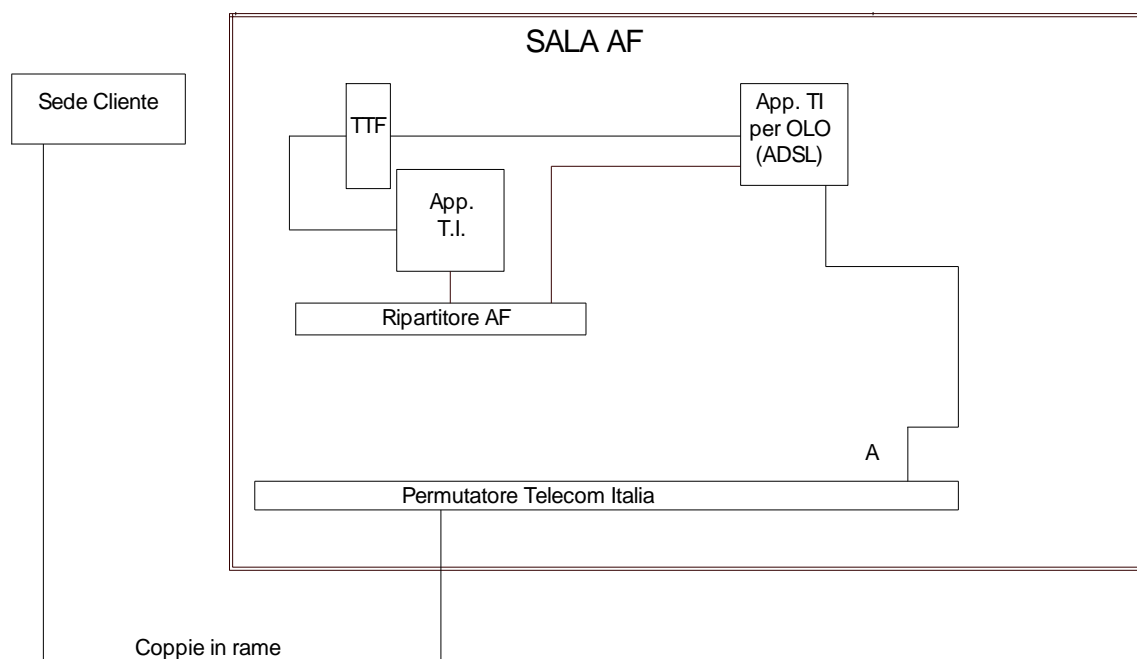 SALA AF
Sede Cliente
TTF
App. TI
per OLO
(ADSL)
App.
T.I.
Ripartitore AF
A
Permutatore Telecom Italia
Coppie in rame